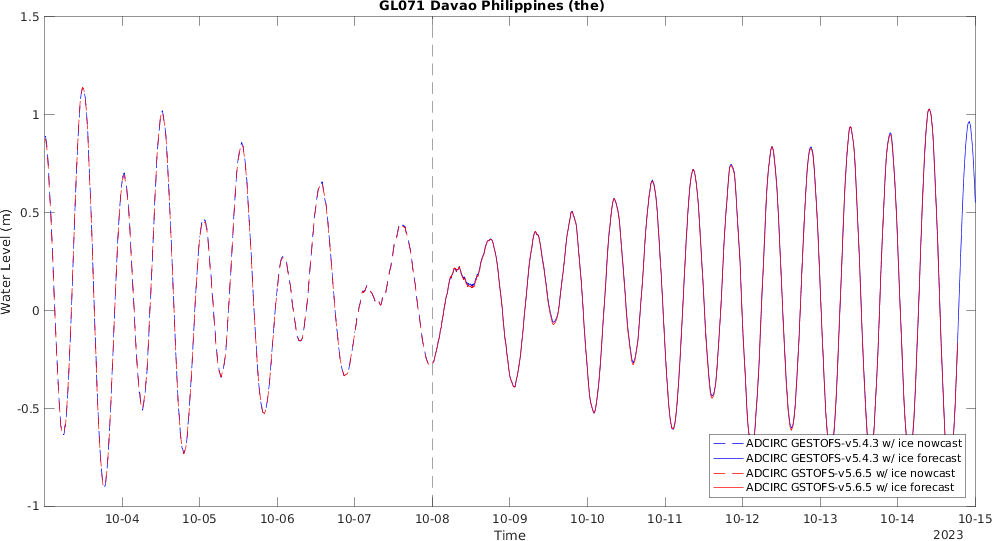 GL071 Davao Philippines (the)
1.5
1
0.5
0
-0.5
-1
Water Level (m)
10-04 10-05 10-06 10-07 10-08 10-09 10-10 10-11 10-12 10-13 10-14 10-15
Time
2023
ADCIRC GESTOFS-v5.4.3 w/ ice nowcast
ADCIRC GESTOFS-v5.4.3 w/ ice forecast
ADCIRC GSTOFS-v5.6.5 w/ ice nowcast
ADCIRC GSTOFS-v5.6.5 w/ ice forecast